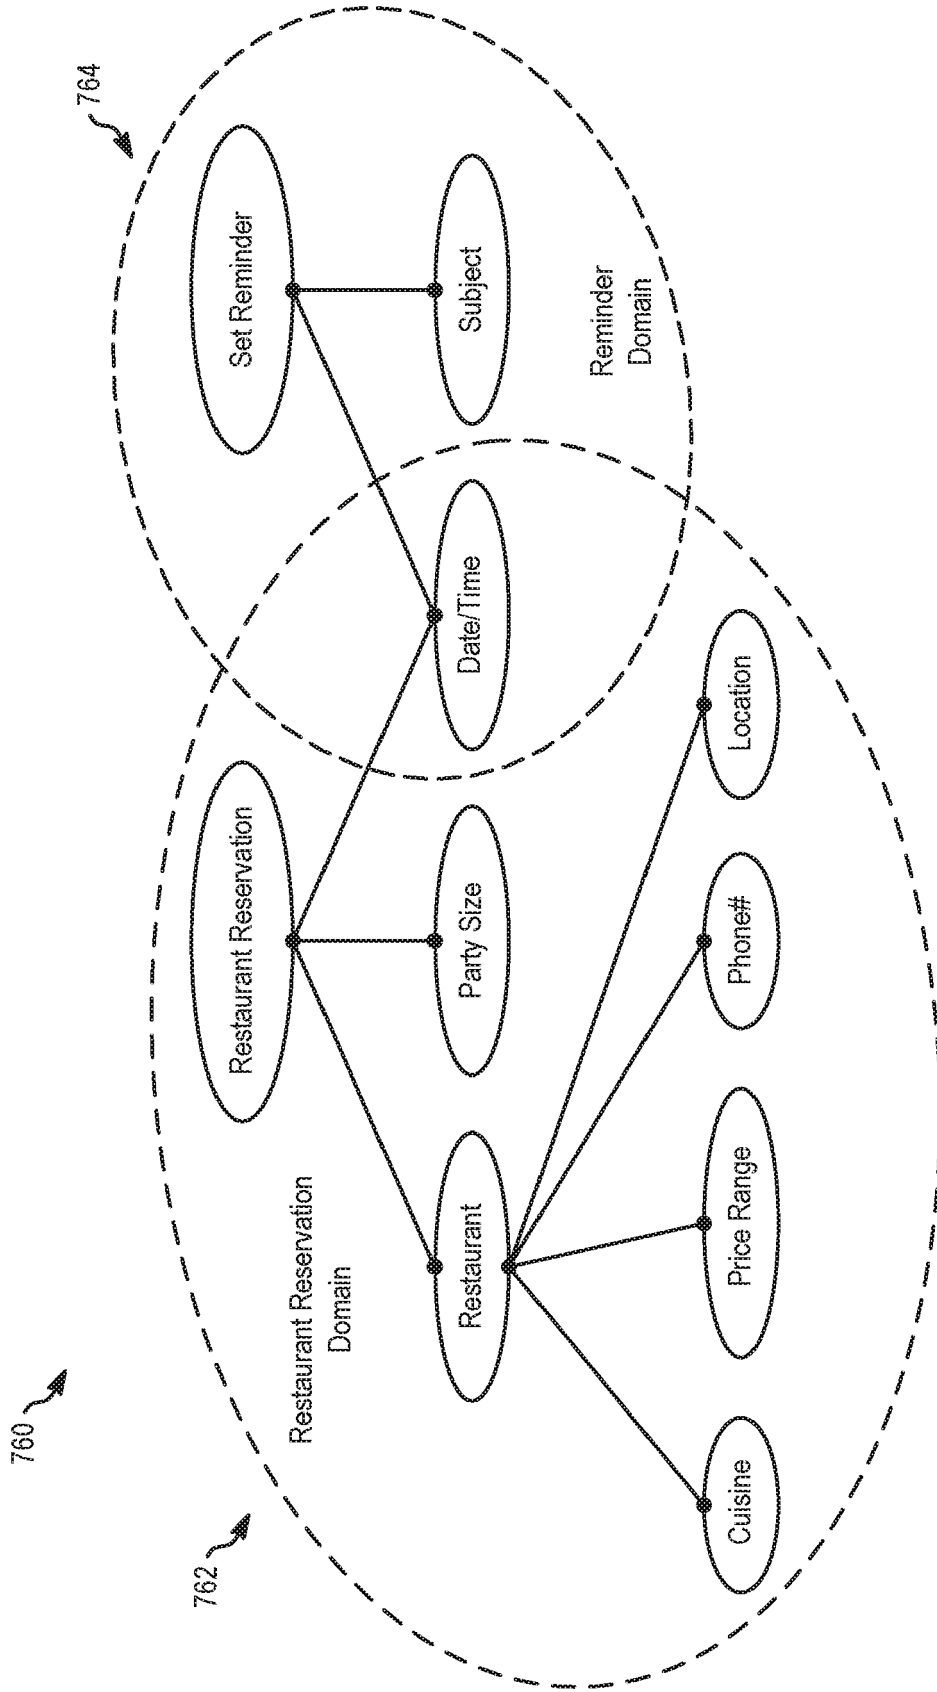 760
762
764
Restaurant Reservation
Set Reminder
Restaurant Reservation
Domain
Restaurant
Party Size
Date/Time
Subject
Reminder
Domain
Cuisine
Price Range
Phone#
Location